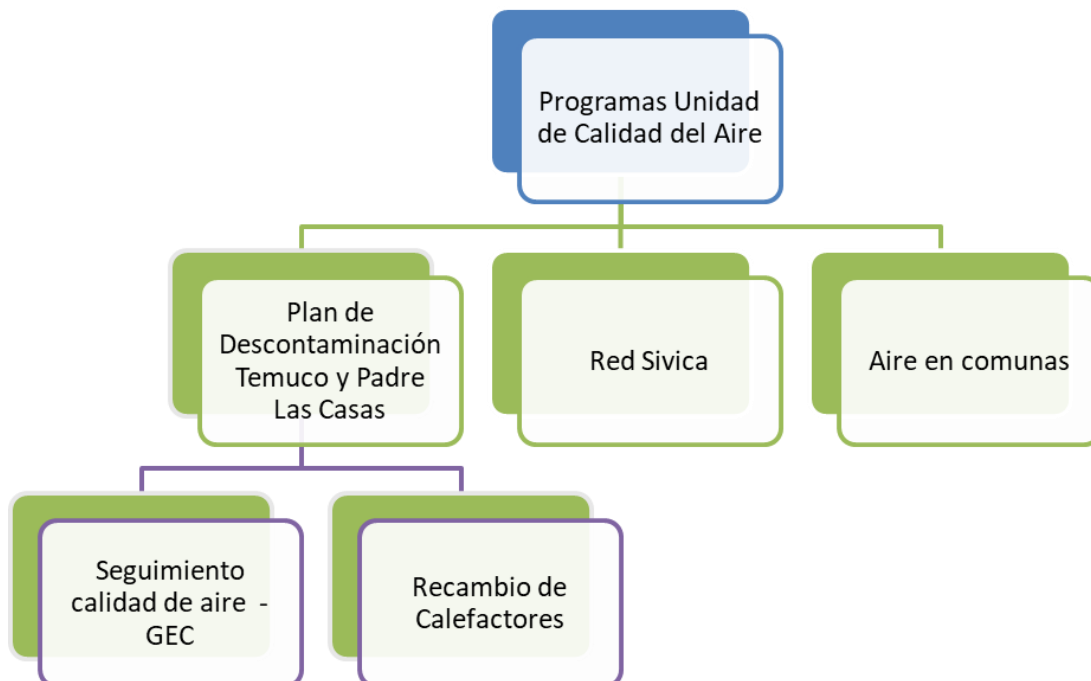 Programas Unidad
de Calidad del Aire
Plan de
Descontaminación
Temuco y Padre
Las Casas
Red Sivica
Aire en comunas
Seguimiento
calidad de aire -
GEC
Recambio de
Calefactores